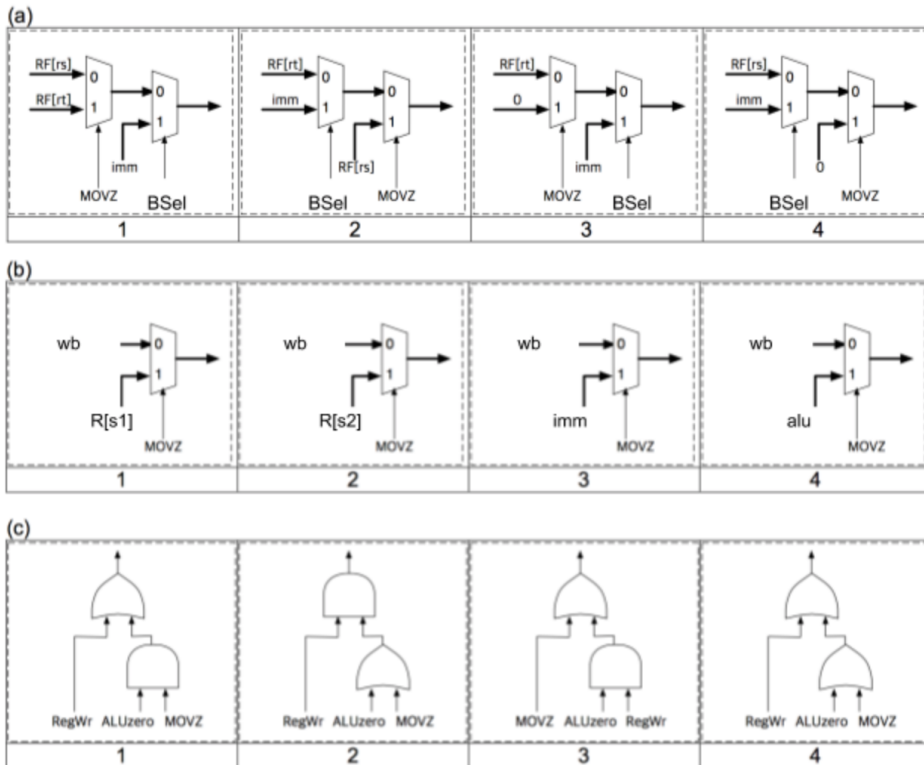 (a)
RF[rs] 0 RF[rt] 1 0 1 imm MOVZ BSel
RF[rt] 0 imm 1 0 1 RF[rs] BSel MOVZ
RF[rt] 0 0 1 0 1 imm MOVZ BSel
RF[rs] 0 imm 1 0 1 0 BSel MOVZ
1 2 3 4
(b)
wb 0 1 R[s1] MOVZ
wb 0 1 R[s2] MOVZ
wb 0 1 imm MOVZ
wb 0 1 alu MOVZ
1 2 3 4
(c)
RegWr ALUzero MOVZ
RegWr ALUzero MOVZ
MOVZ ALUzero RegWr
RegWr ALUzero MOVZ
1 2 3 4